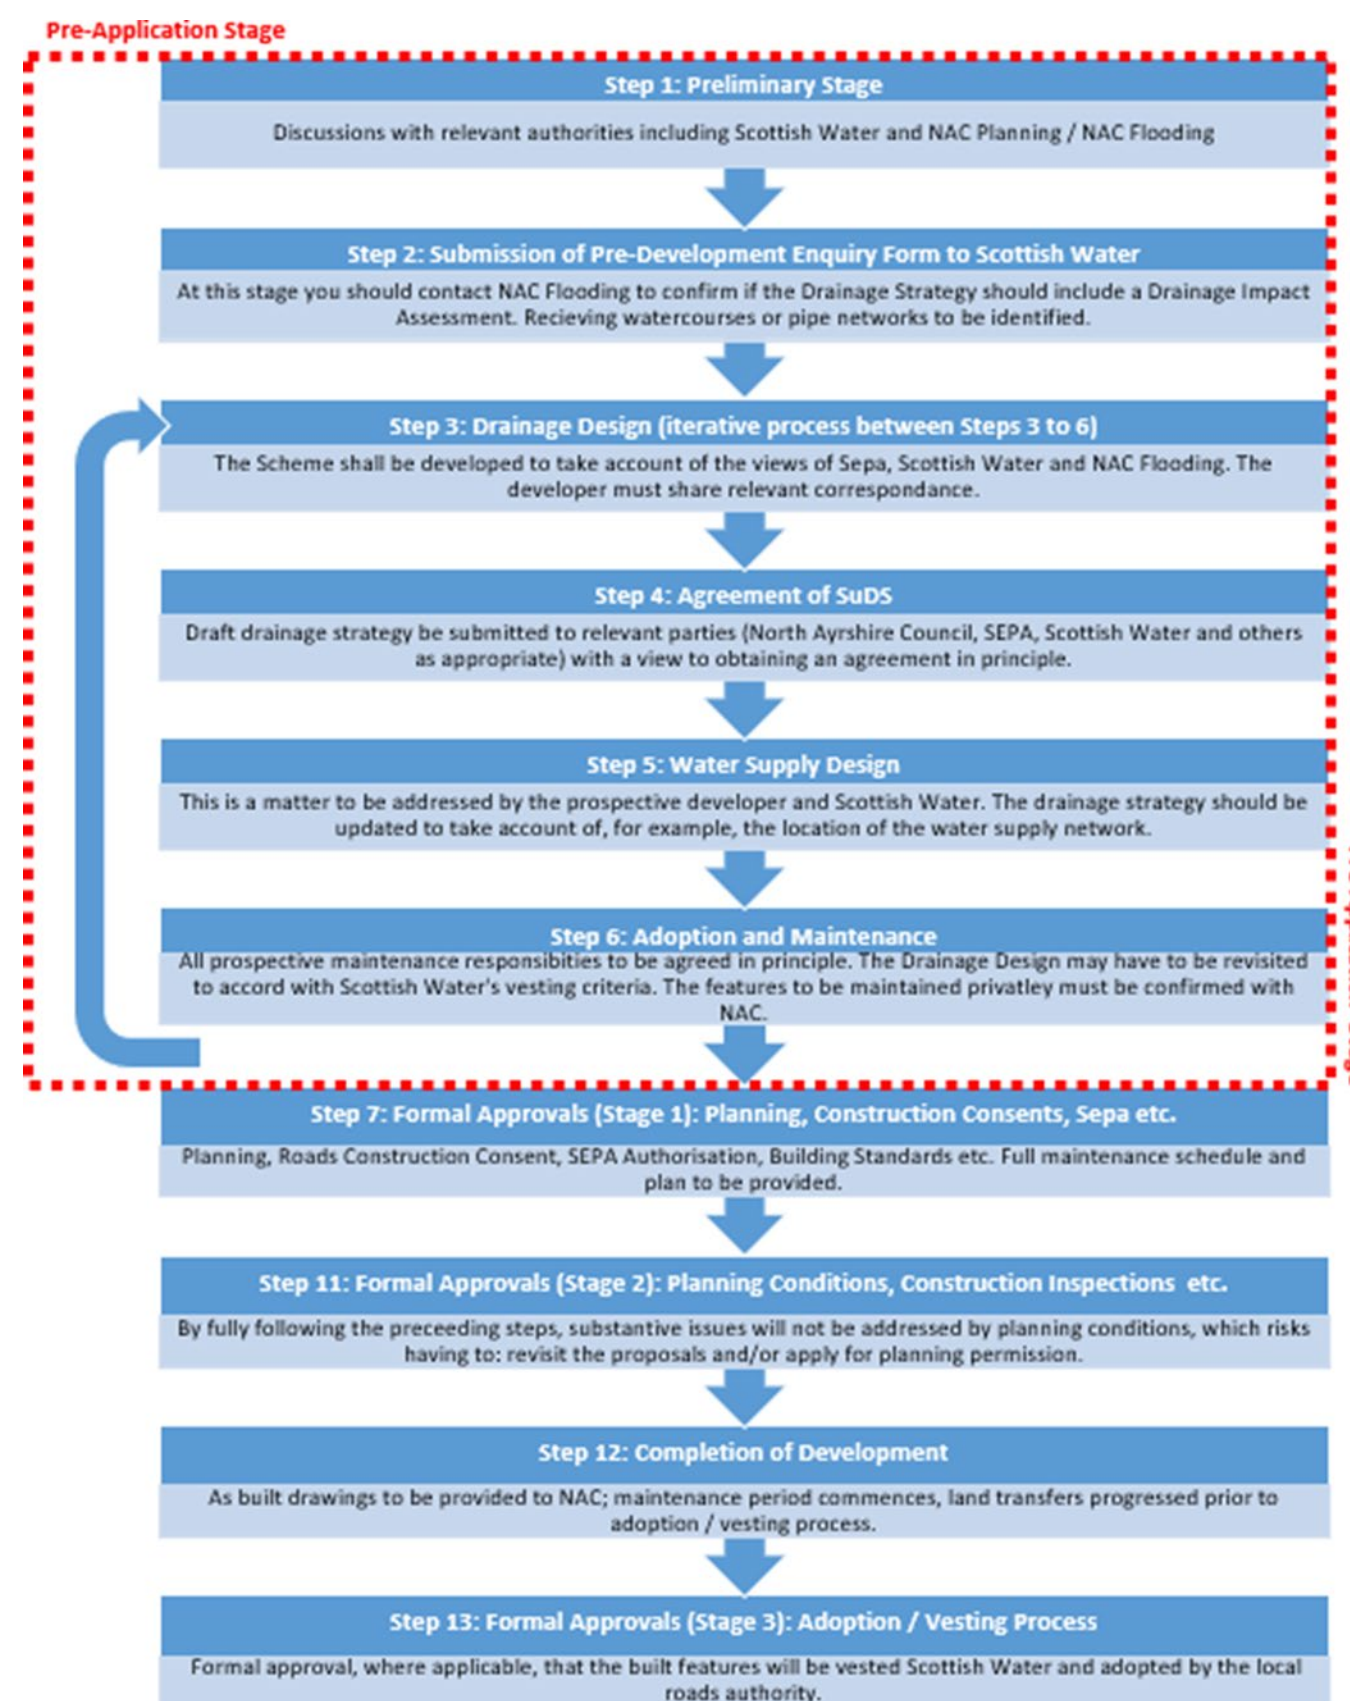 Pre-Application Stage
Step 1: Preliminary Stage
Discussions with relevant authorities including Scottish Water and NAC Planning / NAC Flooding
Step 2: Submission of Pre-Development Enquiry Form to Scottish Water
At this stage you should contact NAC Flooding to confirm if the Drainage Strategy should include a Drainage Impact
Assessment. Recieving watercourses or pipe networks to be identified.
Step 3: Drainage Design (iterative process between Steps 3 to 6)
The Scheme shall be developed to take account of the views of Sepa, Scottish Water and NAC Flooding. The
developer must share relevant correspondance.
Step 4: Agreement of SuDS
Draft drainage strategy be submitted to relevant parties (North Ayrshire Council, SEPA, Scottish Water and others
as appropriate) with a view to obtaining an agreement in principle.
Step 5: Water Supply Design
This is a matter to be addressed by the prospective developer and Scottish Water. The drainage strategy should be
updated to take account of, for example, the location of the water supply network.
Step 6: Adoption and Maintenance
All prospective maintenance responsibities to be agreed in principle. The Drainage Design may have to be revisited
to accord with Scottish Water's vesting criteria. The features to be maintained privatley must be confirmed with
NAC.
Step 7: Formal Approvals (Stage 1): Planning, Construction Consents, Sepa etc.
Planning, Roads Construction Consent, SEPA Authorisation, Building Standards etc. Full maintenance schedule and
plan to be provided.
Step 11: Formal Approvals (Stage 2): Planning Conditions, Construction Inspections etc.
By fully following the preceeding steps, substantive issues will not be addressed by planning conditions, which risks
having to: revisit the proposals and/or apply for planning permission.
Step 12: Completion of Development
As built drawings to be provided to NAC; maintenance period commences, land transfers progressed prior to
adoption / vesting process.
Step 13: Formal Approvals (Stage 3): Adoption / Vesting Process
Formal approval, where applicable, that the built features will be vested Scottish Water and adopted by the local
roads authority.